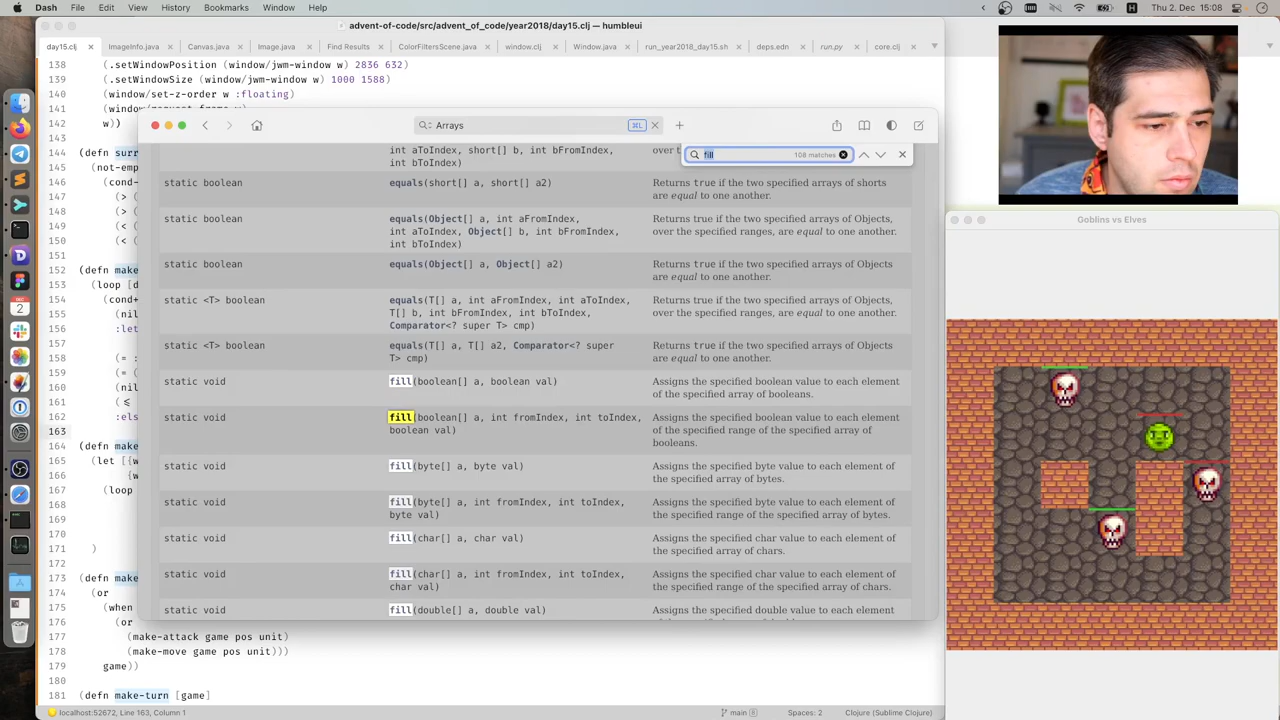 Dash File Edit View History Bookmarks Window Help
Thu 2. Dec 15:08
advent-of-code/clj/advent_of_code/year2018/day15.clj — humbleui
day15.clj ImageInfo.java Canvas.java Image.java Find Results ColorFiltersScene.java window.clj Window.java run_year2018_day15.sh deps.edn run.py core.clj
138 (.setWindowPosition (window/jwm-window w) 2836 632)
139 (.setWindowSize (window/jwm-window w) 1000 1588)
140 (window/set-z-order w :floating)
141
142 w))
143
144 (defn surr
145 (not-emp
146 (cond-
147 (>
148 (>
149 (<
150 (<
151
152 (defn make
153 (loop [d
154 (cond+
155 (nil
156 :let
157
158 (= :
159 (= :
160 (nil
161 (<
162 :els
163
164 (defn make
165 (let [[w
166 (w
167 (loop
168
169
170
171 )
172
173 (defn make
174 (or
175 (when
176 (or
177 (make-attack game pos unit)
178 (make-move game pos unit)))
179 game))
180
181 (defn make-turn [game]
Arrays
⌘L
fill 108 matches
int aToIndex, short[] b, int bFromIndex,
int bToIndex)
over t
static boolean equals(short[] a, short[] a2) Returns true if the two specified arrays of shorts
are equal to one another.
static boolean equals(Object[] a, int aFromIndex, Returns true if the two specified arrays of Objects,
int aToIndex, Object[] b, int bFromIndex, over the specified ranges, are equal to one another.
int bToIndex)
static boolean equals(Object[] a, Object[] a2) Returns true if the two specified arrays of Objects
are equal to one another.
static <T> boolean equals(T[] a, int aFromIndex, int aToIndex, Returns true if the two specified arrays of Objects,
T[] b, int bFromIndex, int bToIndex, over the specified ranges, are equal to one another.
Comparator<? super T> cmp)
static <T> boolean equals(T[] a, T[] a2, Comparator<? super Returns true if the two specified arrays of Objects
T> cmp) are equal to one another.
static void fill(boolean[] a, boolean val) Assigns the specified boolean value to each element
of the specified array of booleans.
static void fill(boolean[] a, int fromIndex, int toIndex, Assigns the specified boolean value to each element
boolean val) of the specified range of the specified array of
booleans.
static void fill(byte[] a, byte val) Assigns the specified byte value to each element of
the specified array of bytes.
static void fill(byte[] a, int fromIndex, int toIndex, Assigns the specified byte value to each element of
byte val) the specified range of the specified array of bytes.
static void fill(char[] a, char val) Assigns the specified char value to each element of
the specified array of chars.
static void fill(char[] a, int fromIndex, int toIndex, Assigns the specified char value to each element of
char val) the specified range of the specified array of chars.
static void fill(double[] a, double val) Assigns the specified double value to each element
Goblins vs Elves
localhost:52672, Line 163, Column 1
main 8
Spaces: 2
Clojure (Sublime Clojure)